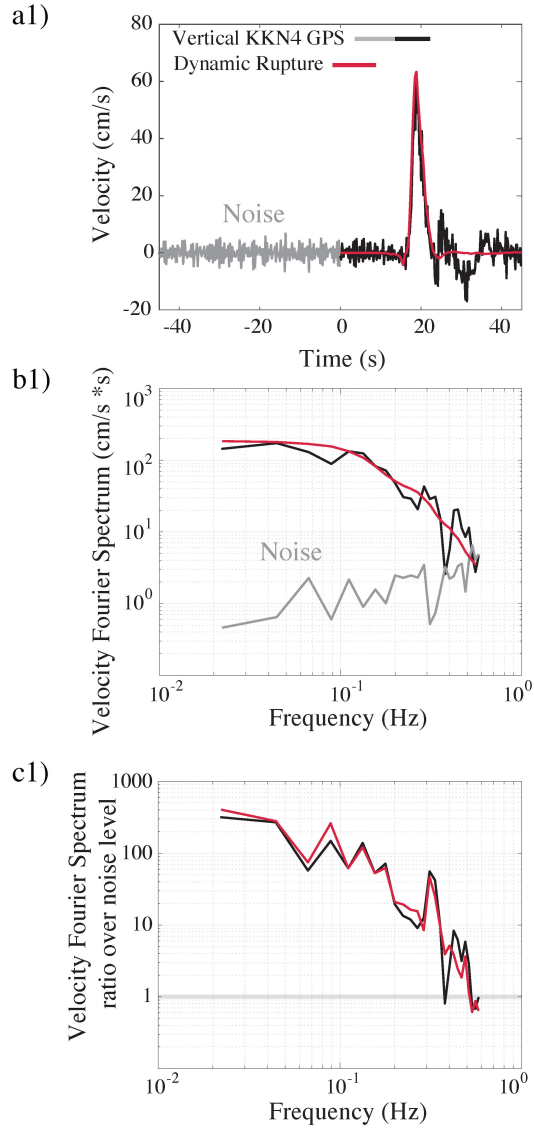 a1)
80
60
40
20
0
-20
Velocity (cm/s)
Vertical KKN4 GPS
Dynamic Rupture
Noise
-40
-20
0
20
40
Time (s)
b1)
10^3
10^2
10^1
10^0
Velocity Fourier Spectrum (cm/s *s)
Noise
10^-2
10^-1
10^0
Frequency (Hz)
c1)
1000
100
10
1
Velocity Fourier Spectrum
ratio over noise level
10^-2
10^-1
10^0
Frequency (Hz)